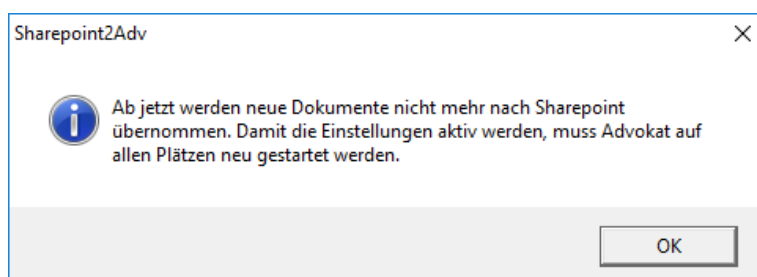 Sharepoint2Adv
Ab jetzt werden neue Dokumente nicht mehr nach Sharepoint
übernommen. Damit die Einstellungen aktiv werden, muss Advokat auf
allen Plätzen neu gestartet werden.
OK